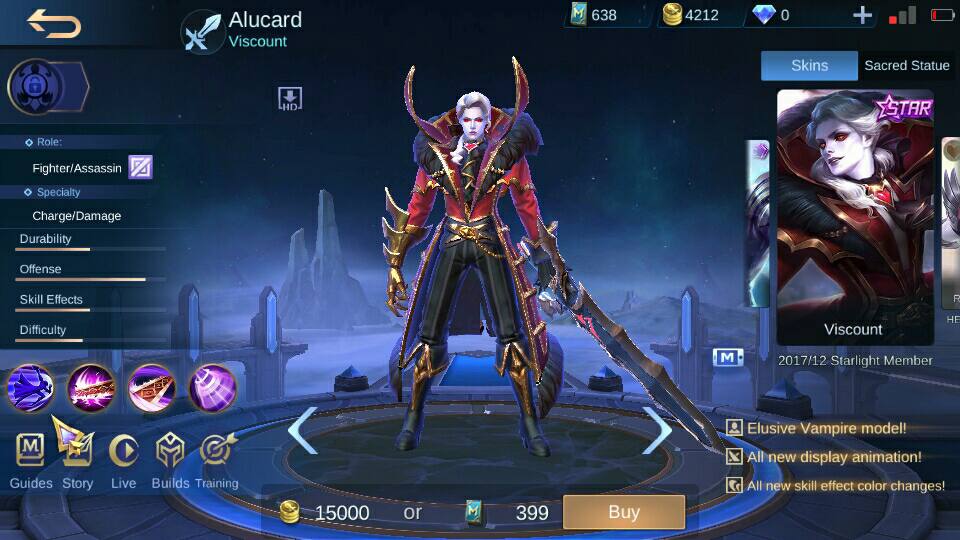 Alucard
Viscount
638
4212
0
Skins
Sacred Statue
HD
STAR
Role:
Fighter/Assassin
Specialty
Charge/Damage
Durability
Offense
Skill Effects
Difficulty
Viscount
2017/12 Starlight Member
M
Elusive Vampire model!
All new display animation!
All new skill effect color changes!
Guides
Story
Live
Builds
Training
15000
or
399
Buy